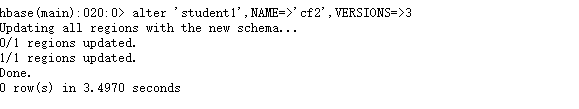 hbase(main):020:0> alter 'student1',NAME=>'cf2',VERSIONS=>3
Updating all regions with the new schema...
0/1 regions updated.
1/1 regions updated.
Done.
0 row(s) in 3.4970 seconds